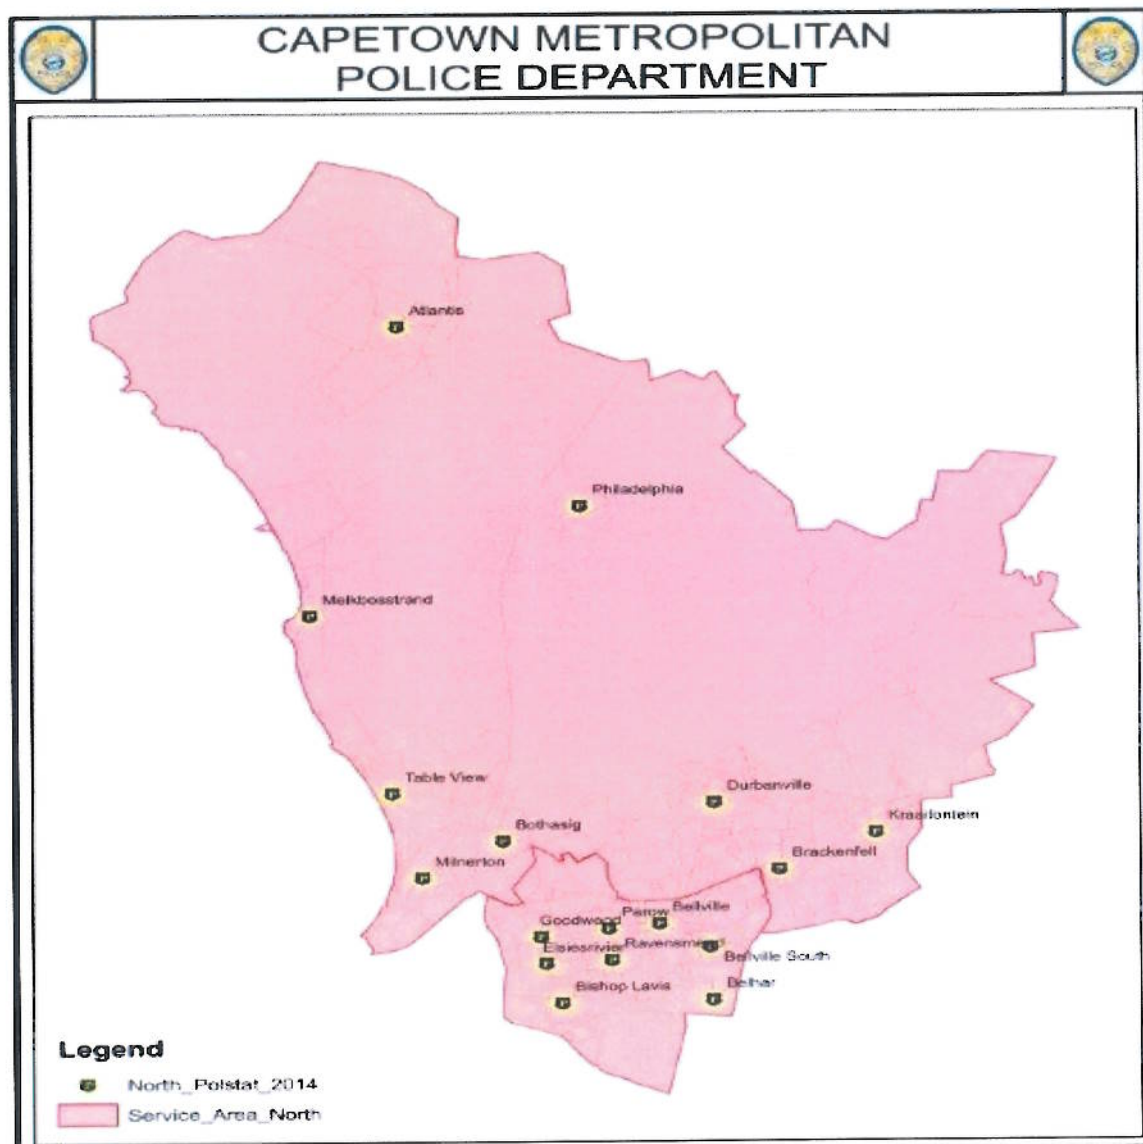 CAPETOWN METROPOLITAN
POLICE DEPARTMENT
Atlantis
Philadelphia
Melkbosstrand
Table View
Durbanville
Bothasig
Kraaifontein
Milnerton
Brackenfell
Goodwood
Parow
Bellville
Elsiesrivier
Ravensmead
Bellville South
Bishop Lavis
Belhar
Legend
North_Polstat_2014
Service_Area_North